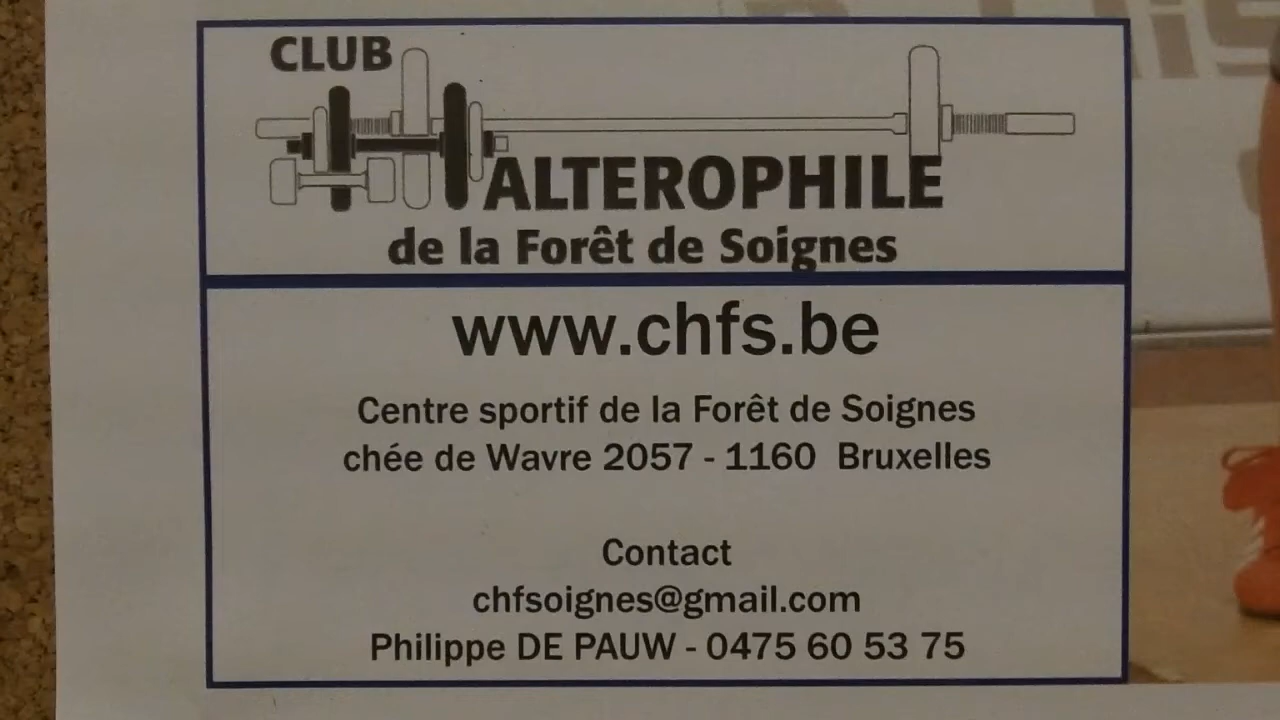 CLUB
HALTEROPHILE
de la Forêt de Soignes
www.chfs.be
Centre sportif de la Forêt de Soignes
chée de Wavre 2057 - 1160 Bruxelles
Contact
chfsoignes@gmail.com
Philippe DE PAUW - 0475 60 53 75